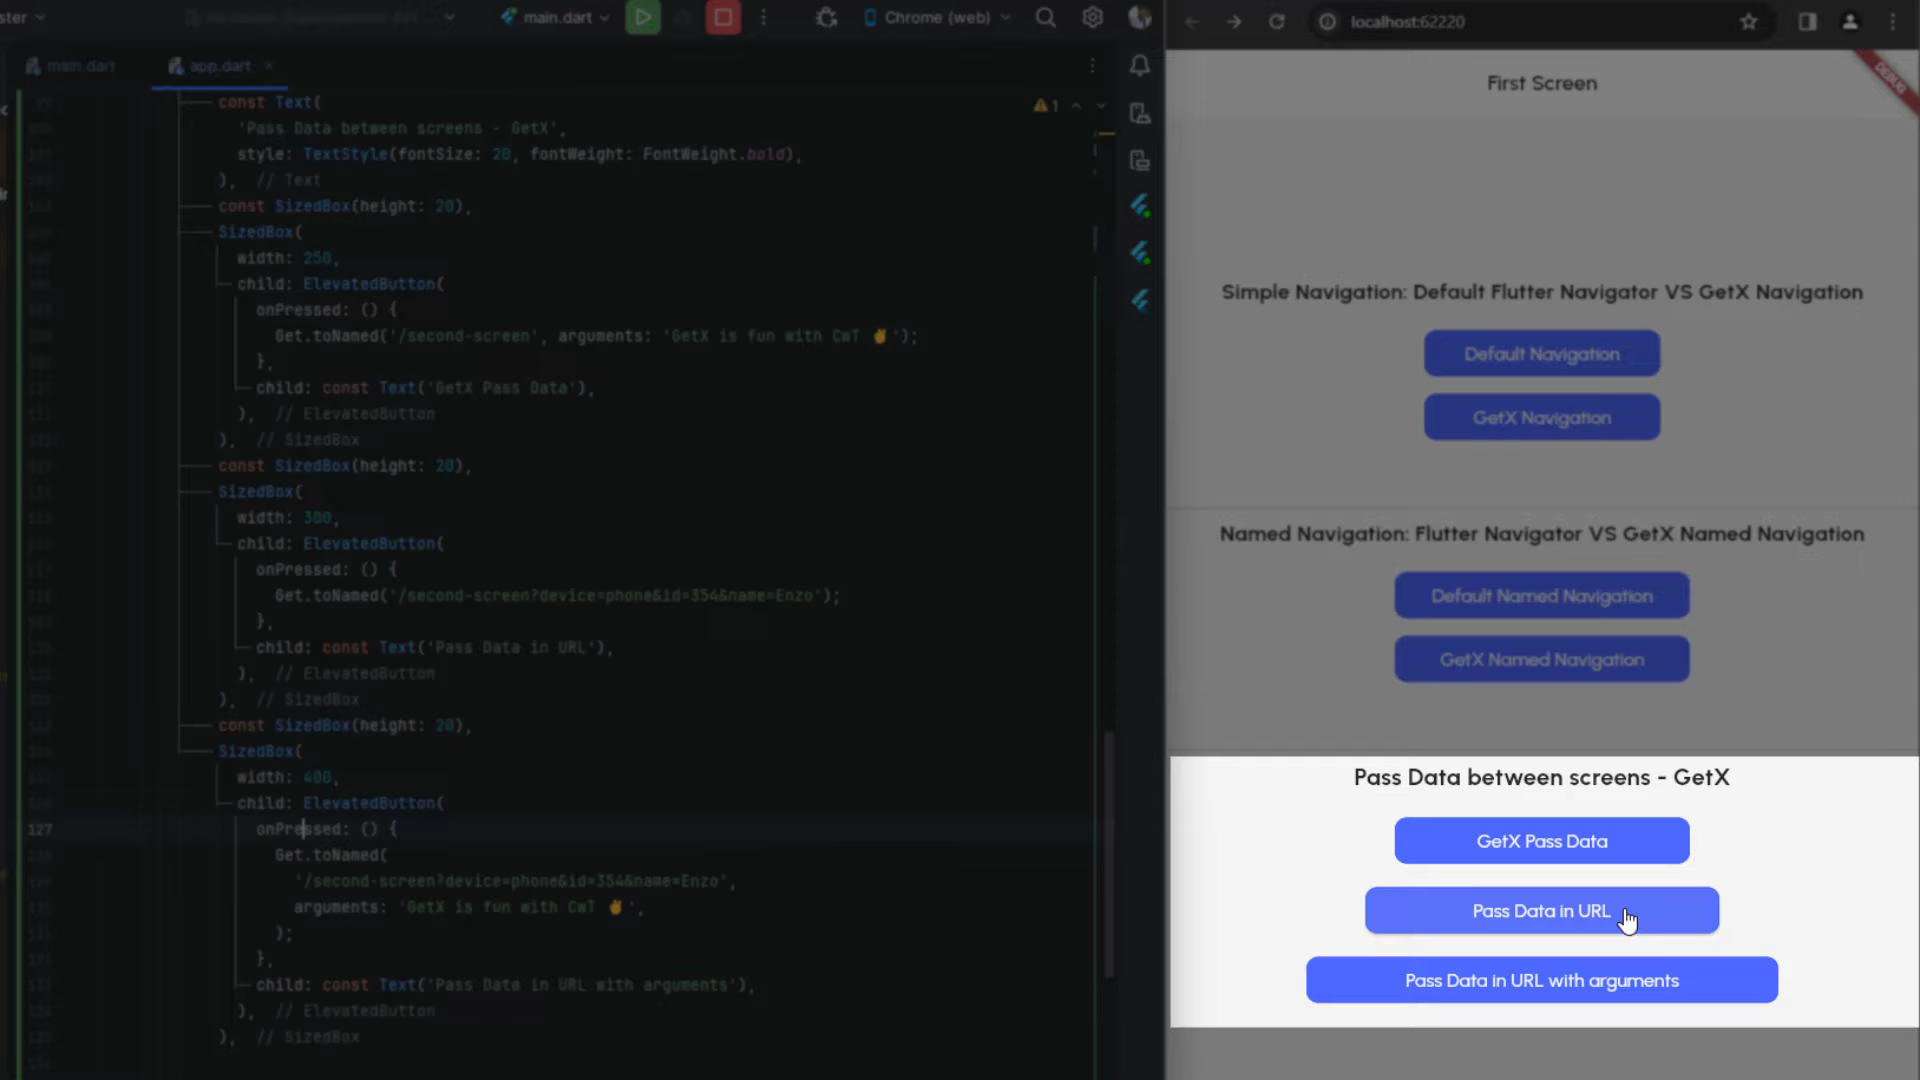 main.dart
Chrome (web)
localhost:62220
main.dart
app.dart
1
const Text(
'Pass Data between screens - GetX',
style: TextStyle(fontSize: 20, fontWeight: FontWeight.bold),
), // Text
const SizedBox(height: 20),
SizedBox(
width: 250,
child: ElevatedButton(
onPressed: () {
Get.toNamed('/second-screen', arguments: 'GetX is fun with CwT ✌');
},
child: const Text('GetX Pass Data'),
), // ElevatedButton
), // SizedBox
const SizedBox(height: 20),
SizedBox(
width: 300,
child: ElevatedButton(
onPressed: () {
Get.toNamed('/second-screen?device=phone&id=354&name=Enzo');
},
child: const Text('Pass Data in URL'),
), // ElevatedButton
), // SizedBox
const SizedBox(height: 20),
SizedBox(
width: 400,
child: ElevatedButton(
127 onPressed: () {
Get.toNamed(
'/second-screen?device=phone&id=354&name=Enzo',
arguments: 'GetX is fun with CwT ✌',
);
},
child: const Text('Pass Data in URL with arguments'),
), // ElevatedButton
), // SizedBox
First Screen
DEBUG
Simple Navigation: Default Flutter Navigator VS GetX Navigation
Default Navigation
GetX Navigation
Named Navigation: Flutter Navigator VS GetX Named Navigation
Default Named Navigation
GetX Named Navigation
Pass Data between screens - GetX
GetX Pass Data
Pass Data in URL
Pass Data in URL with arguments